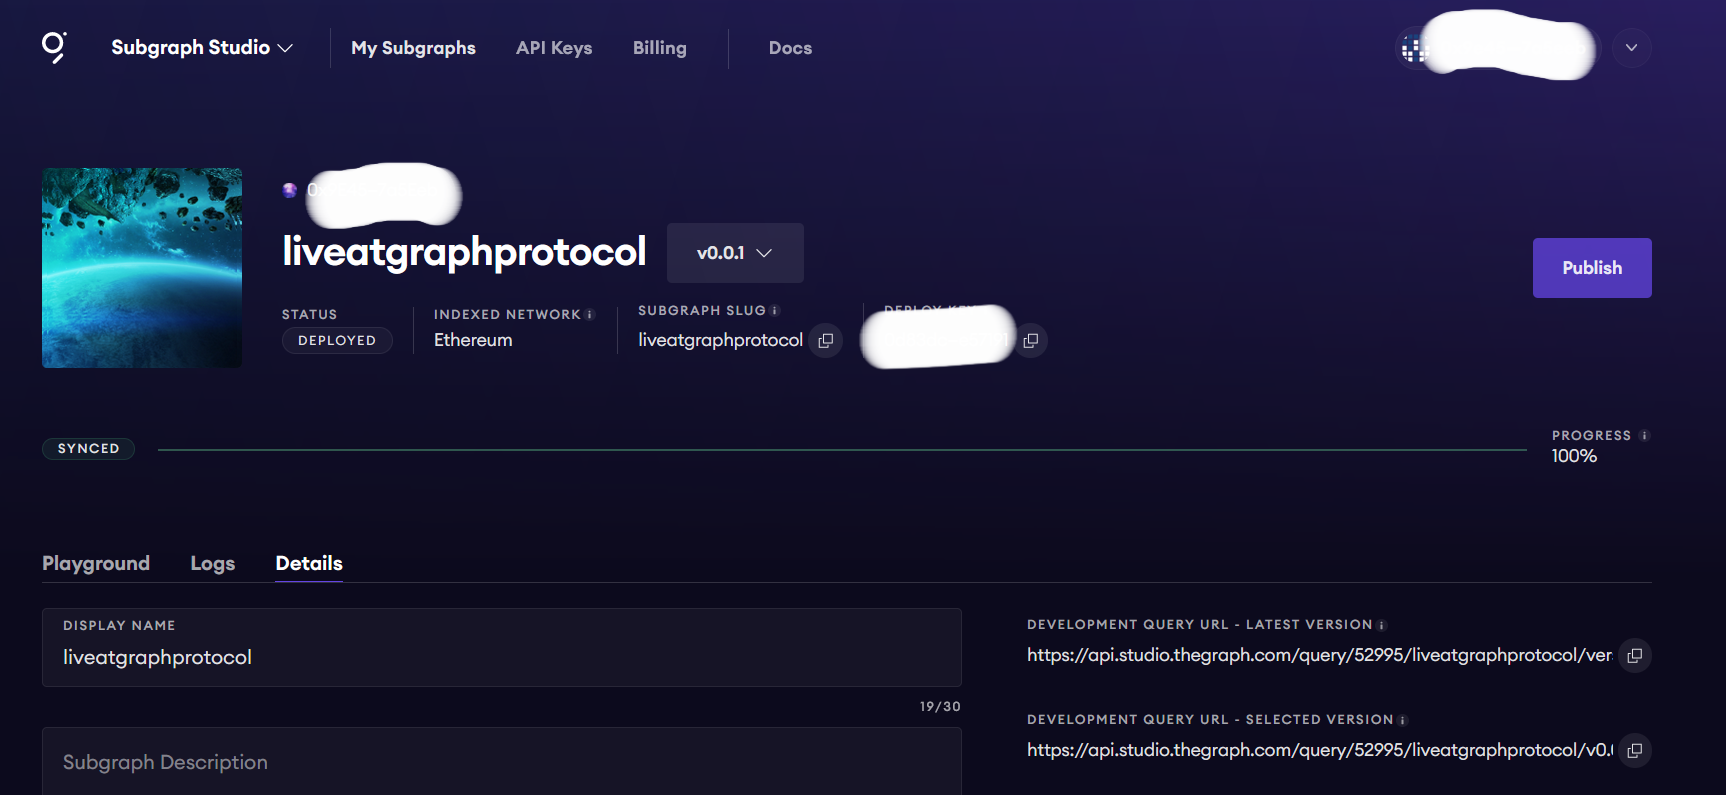 Subgraph Studio My Subgraphs API Keys Billing Docs
liveatgraphprotocol v0.0.1
Publish
STATUS INDEXED NETWORK SUBGRAPH SLUG
DEPLOYED Ethereum liveatgraphprotocol
SYNCED
PROGRESS
100%
Playground Logs Details
DISPLAY NAME
liveatgraphprotocol
19/30
Subgraph Description
DEVELOPMENT QUERY URL - LATEST VERSION
https://api.studio.thegraph.com/query/52995/liveatgraphprotocol/ver
DEVELOPMENT QUERY URL - SELECTED VERSION
https://api.studio.thegraph.com/query/52995/liveatgraphprotocol/v0.